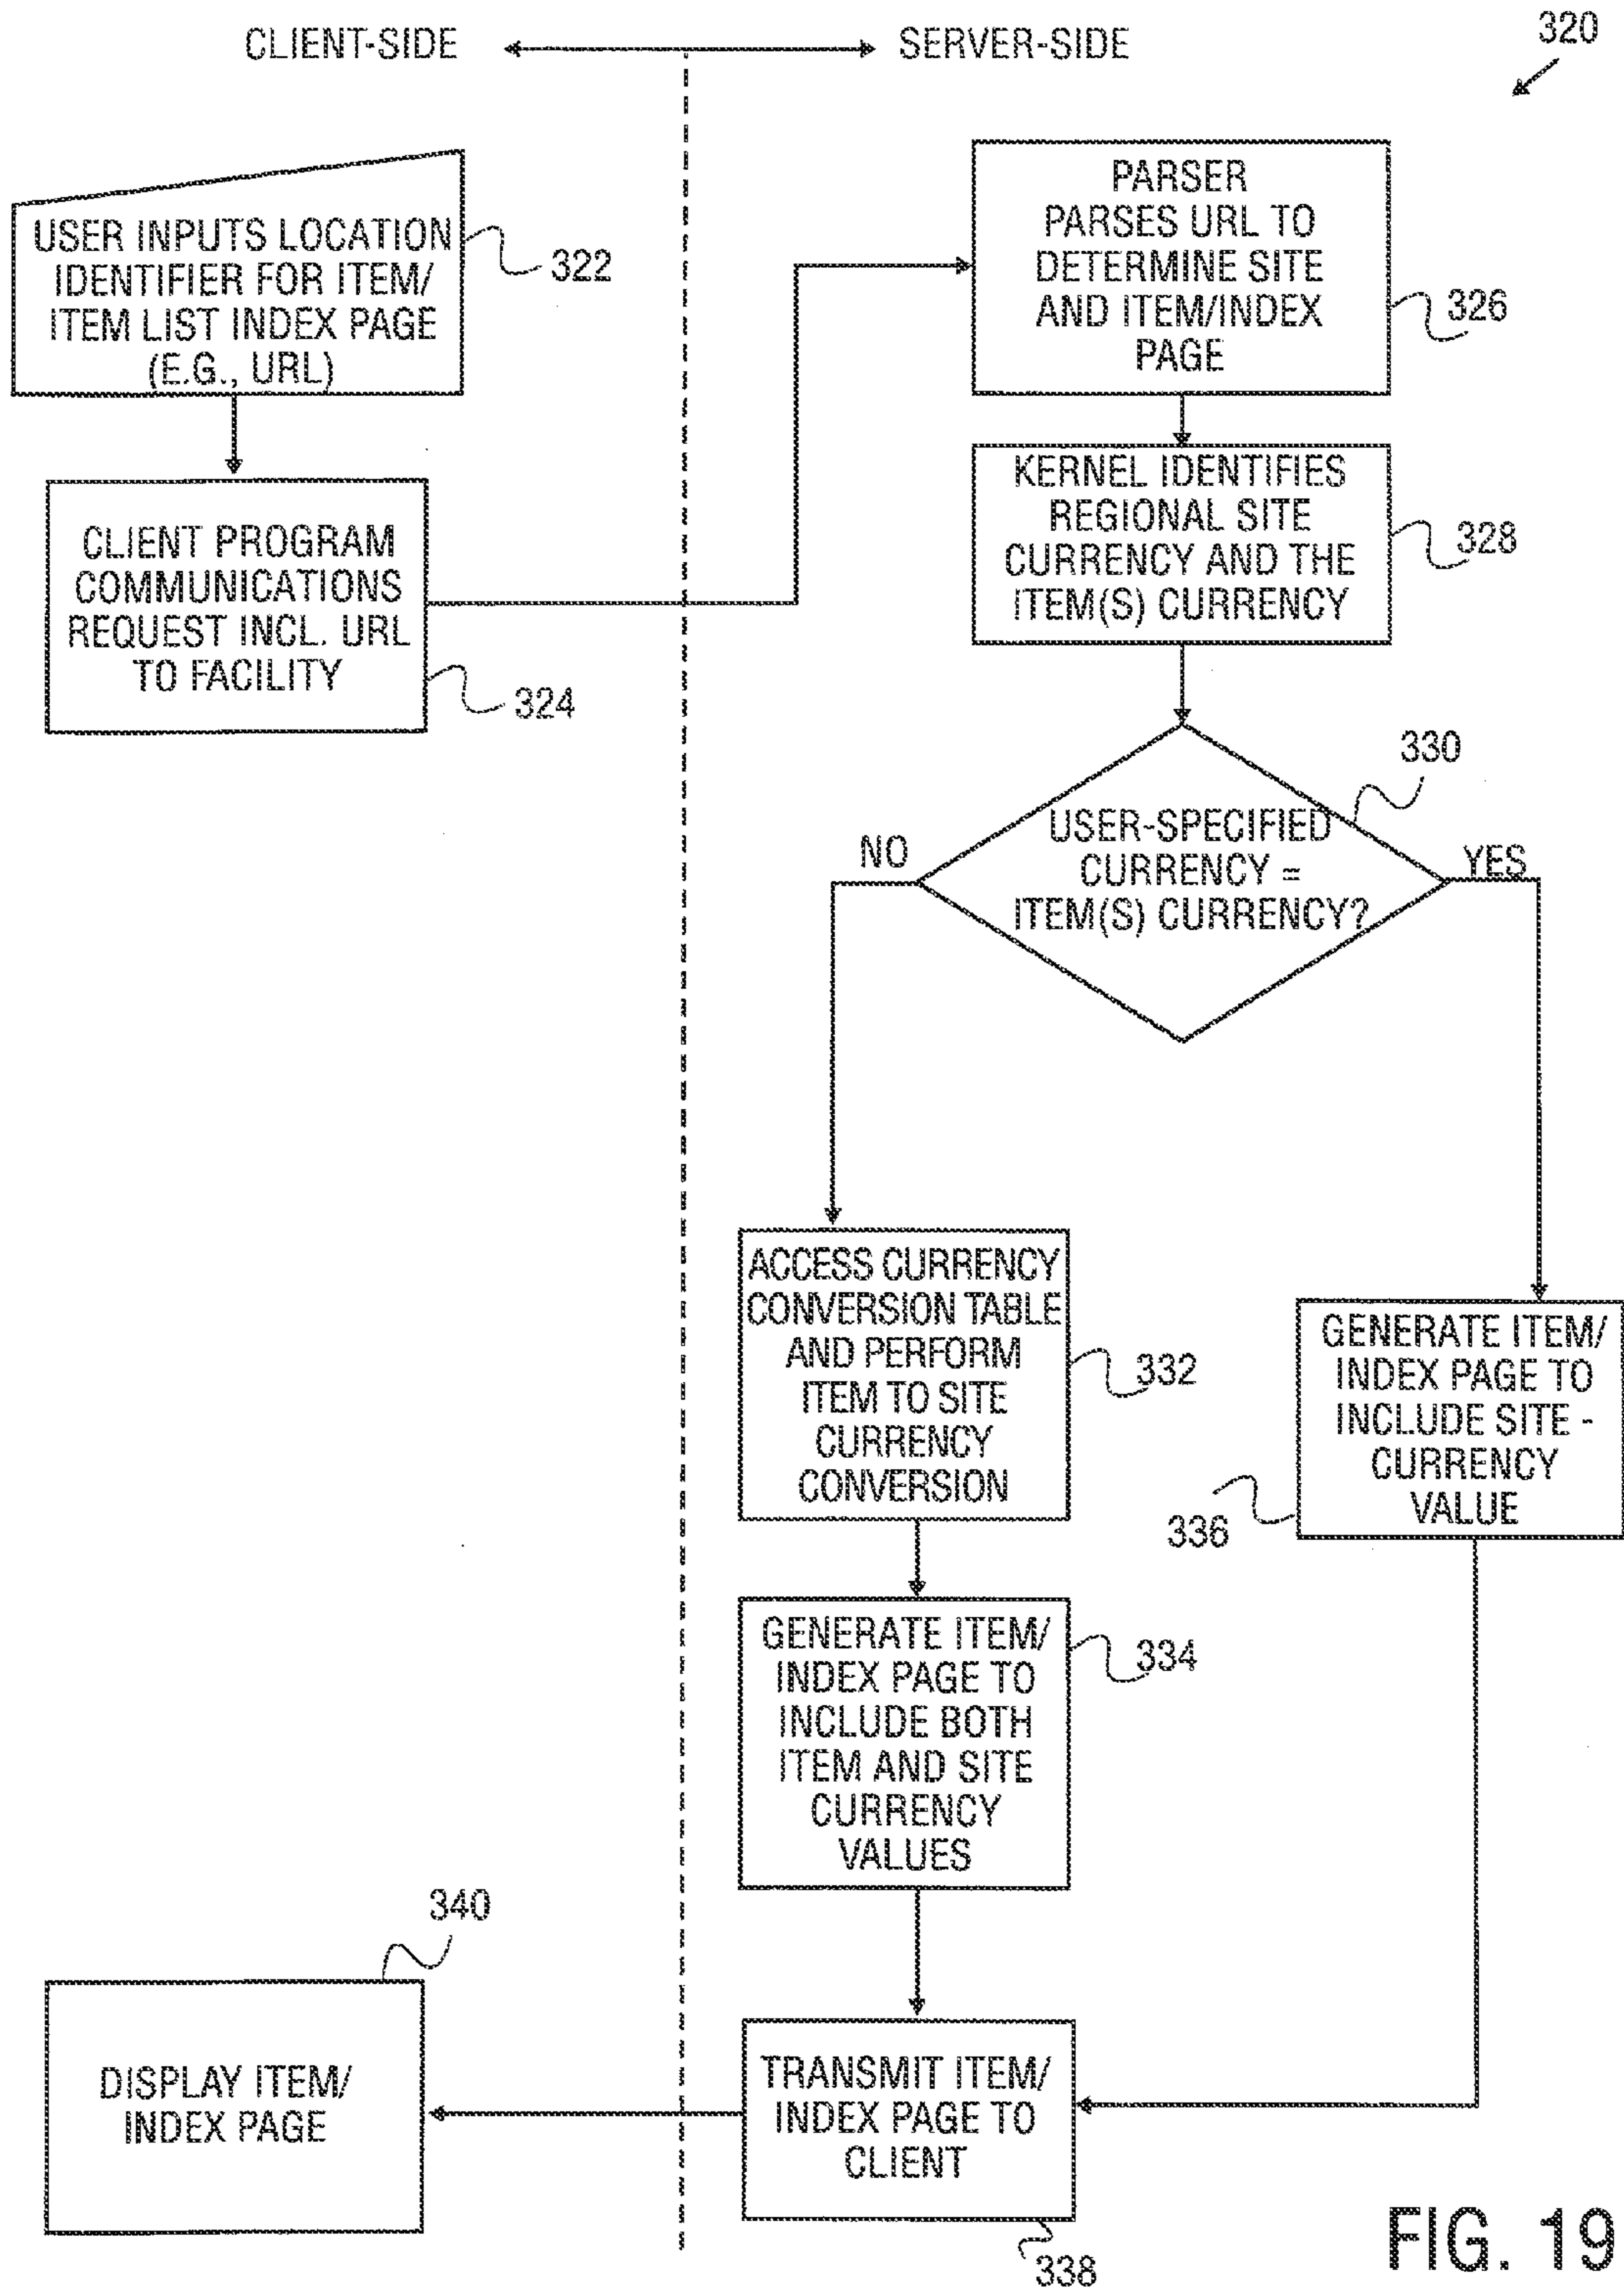 CLIENT-SIDE
SERVER-SIDE
320
USER INPUTS LOCATION
IDENTIFIER FOR ITEM/
ITEM LIST INDEX PAGE
(E.G., URL)
322
CLIENT PROGRAM
COMMUNICATIONS
REQUEST INCL. URL
TO FACILITY
324
PARSER
PARSES URL TO
DETERMINE SITE
AND ITEM/INDEX
PAGE
326
KERNEL IDENTIFIES
REGIONAL SITE
CURRENCY AND THE
ITEM(S) CURRENCY
328
330
USER-SPECIFIED
CURRENCY =
ITEM(S) CURRENCY?
NO
YES
ACCESS CURRENCY
CONVERSION TABLE
AND PERFORM
ITEM TO SITE
CURRENCY
CONVERSION
332
GENERATE ITEM/
INDEX PAGE TO
INCLUDE SITE -
CURRENCY
VALUE
336
GENERATE ITEM/
INDEX PAGE TO
INCLUDE BOTH
ITEM AND SITE
CURRENCY
VALUES
334
340
DISPLAY ITEM/
INDEX PAGE
TRANSMIT ITEM/
INDEX PAGE TO
CLIENT
338
FIG. 19